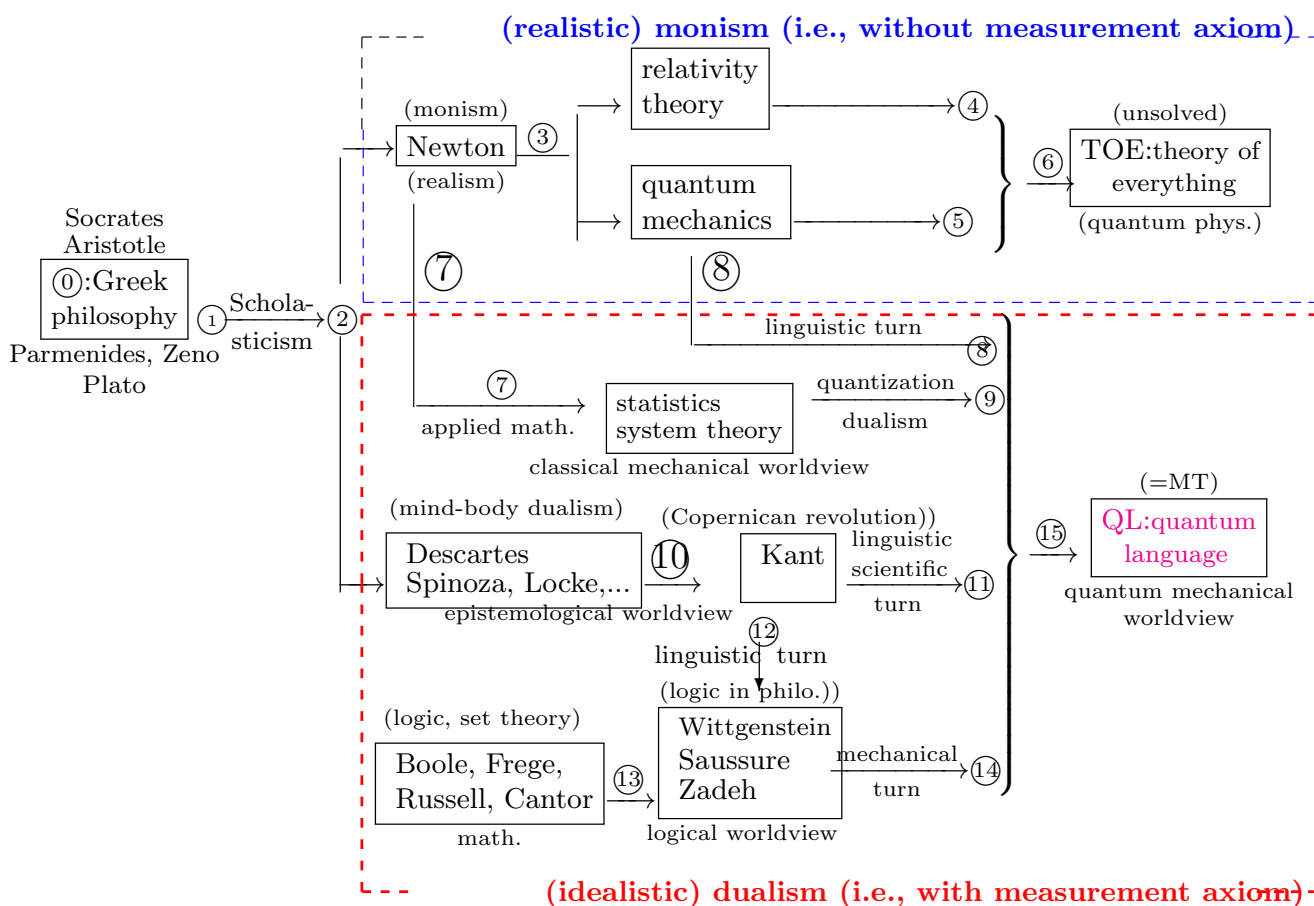 (realistic) monism (i.e., without measurement axiom)
relativity
theory
④
(monism)
Newton
③
(realism)
(unsolved)
TOE:theory of
everything
⑥
(quantum phys.)
quantum
mechanics
⑤
Socrates
Aristotle
⓪:Greek
philosophy
Parmenides, Zeno
Plato
①
Schola-
sticism
②
⑦
⑧
linguistic turn
⑧
⑦
applied math.
statistics
system theory
classical mechanical worldview
quantization
dualism
⑨
(mind-body dualism)
Descartes
Spinoza, Locke,...
epistemological worldview
⑩
(Copernican revolution))
Kant
linguistic
scientific
turn
⑪
⑫
linguistic turn
(=MT)
QL:quantum
language
⑮
quantum mechanical
worldview
(logic, set theory)
Boole, Frege,
Russell, Cantor
math.
⑬
(logic in philo.))
Wittgenstein
Saussure
Zadeh
logical worldview
mechanical
turn
⑭
(idealistic) dualism (i.e., with measurement axiom)